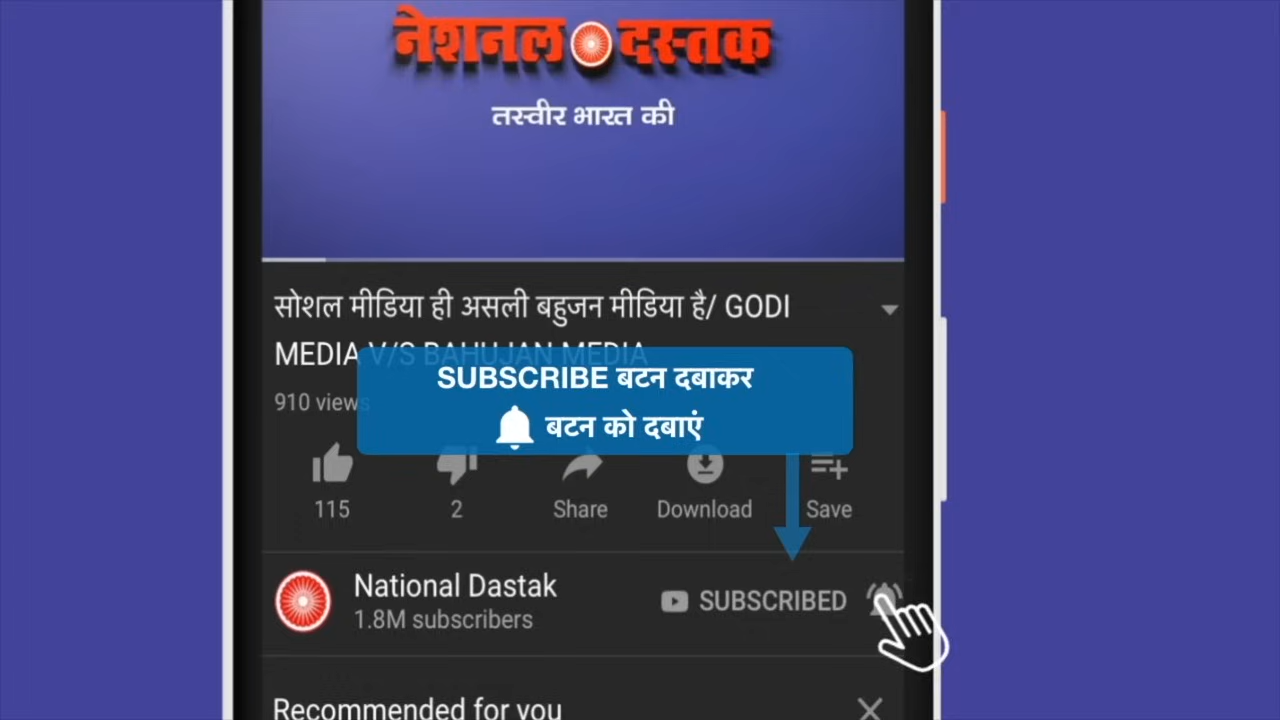 नेशनल दस्तक
तस्वीर भारत की
सोशल मीडिया ही असली बहुजन मीडिया है/ GODI
MEDIA V/S BAHUJAN MEDIA
SUBSCRIBE बटन दबाकर
910 views
बटन को दबाएं
115
2
Share
Download
Save
National Dastak
SUBSCRIBED
1.8M subscribers
Recommended for you